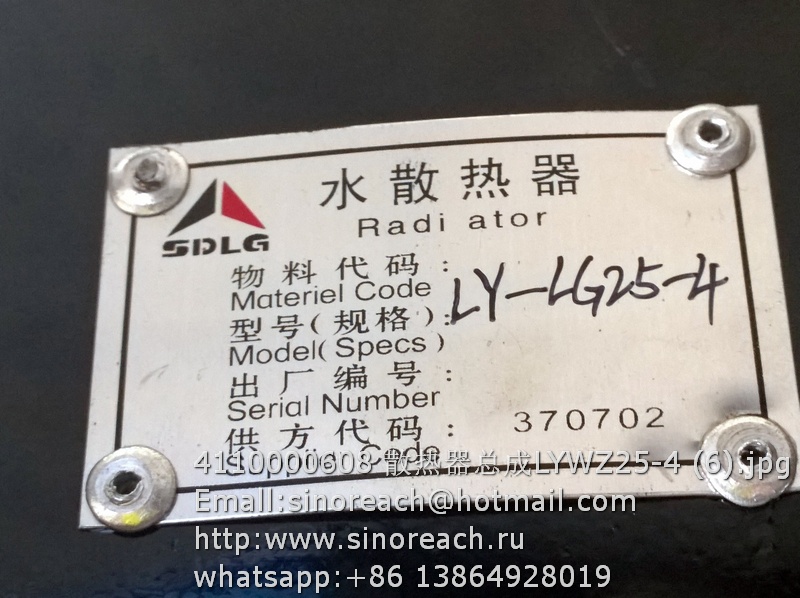 水散热器
Radi ator
SDLG
物料代码:
Materiel Code
LY-LG25-4
型号(规格):
Model(Specs)
出厂编号:
Serial Number
供方代码: 370702
Code
4110000608 散热器总成LYWZ25-4 (6).jpg
Email:sinoreach@hotmail.com
http:www.sinoreach.ru
whatsapp:+86 13864928019